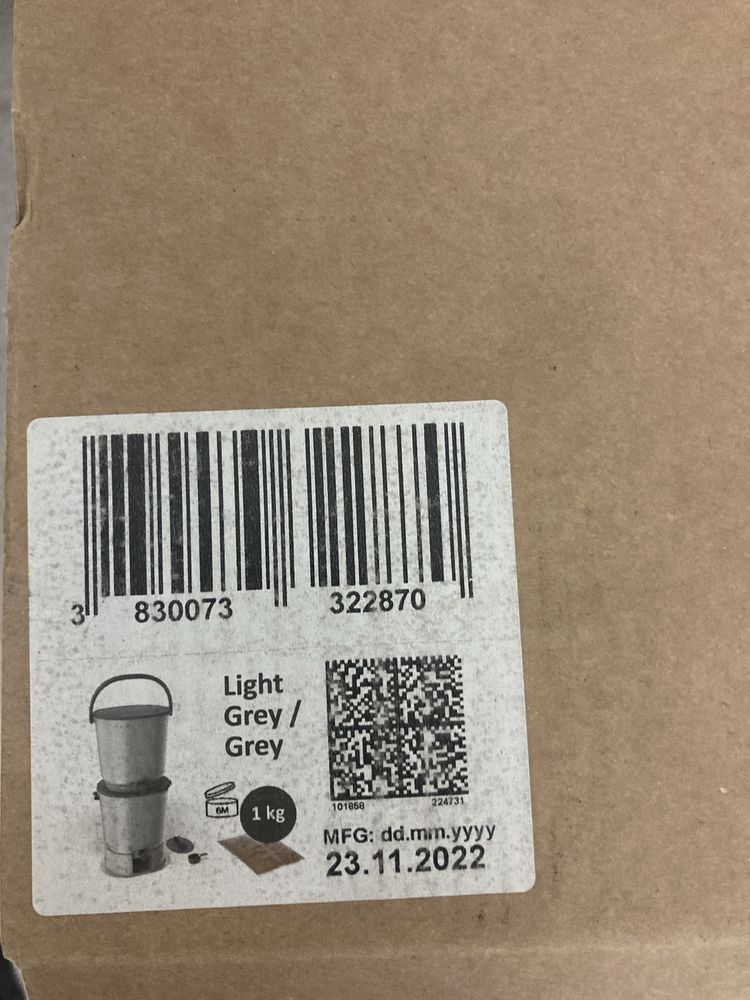 3 830073 322870
Light
Grey /
Grey
6M
1 kg
101858 224731
MFG: dd.mm.yyyy
23.11.2022